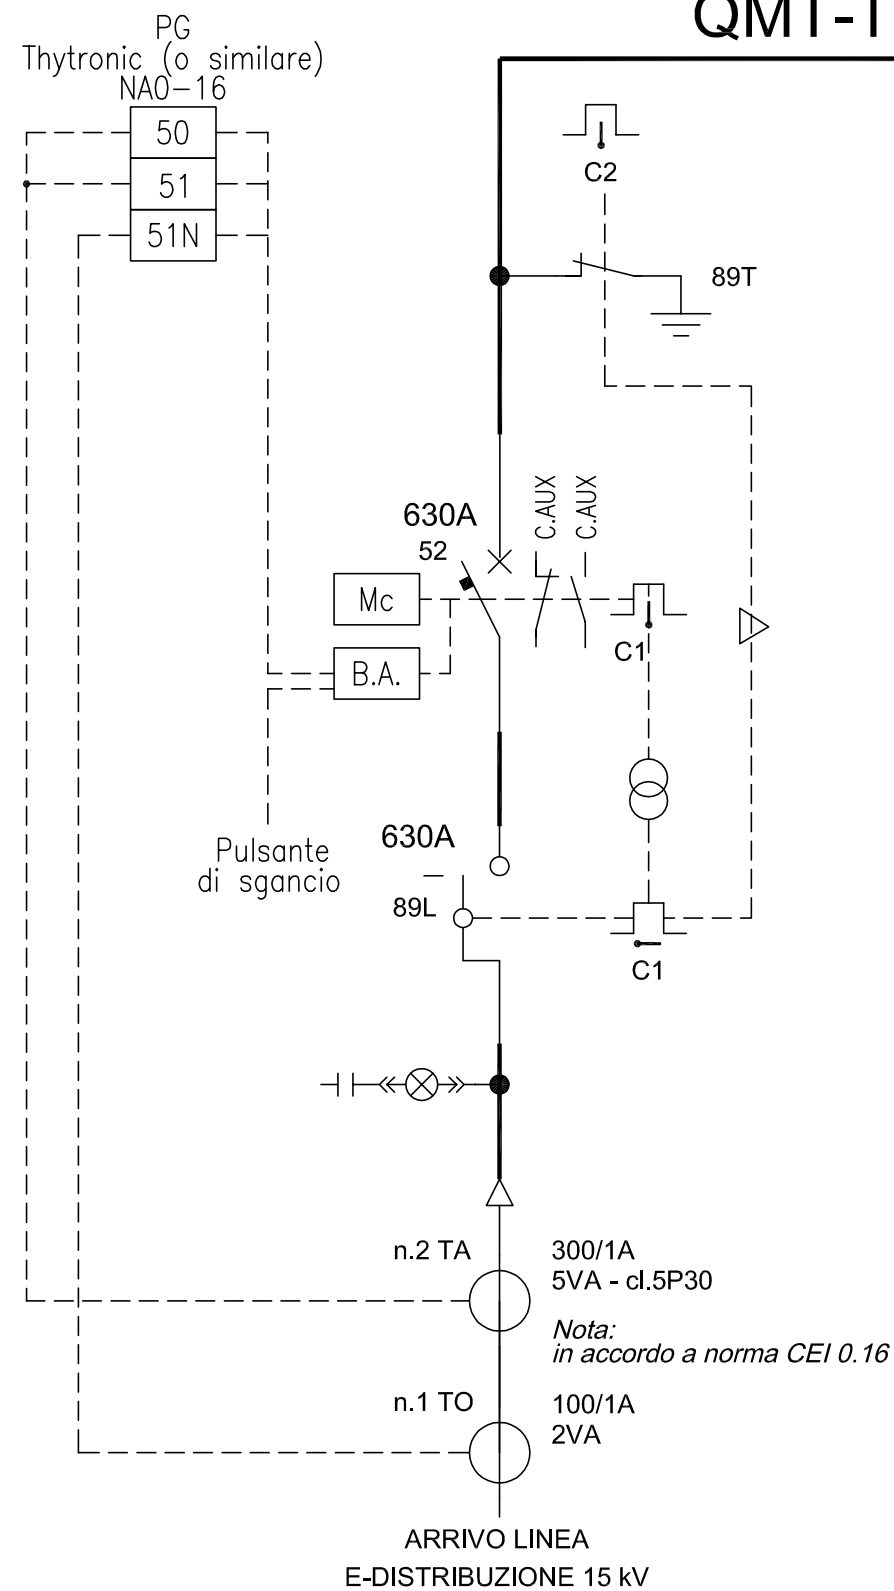 QMT-1
PG
Thytronic (o similare)
NA0-16
50
51
51N
C2
89T
630A
52
C.AUX
C.AUX
Mc
C1
B.A.
Pulsante
di sgancio
630A
89L
C1
n.2 TA
300/1A
5VA - cl.5P30
Nota:
in accordo a norma CEI 0.16
n.1 TO
100/1A
2VA
ARRIVO LINEA
E-DISTRIBUZIONE 15 kV